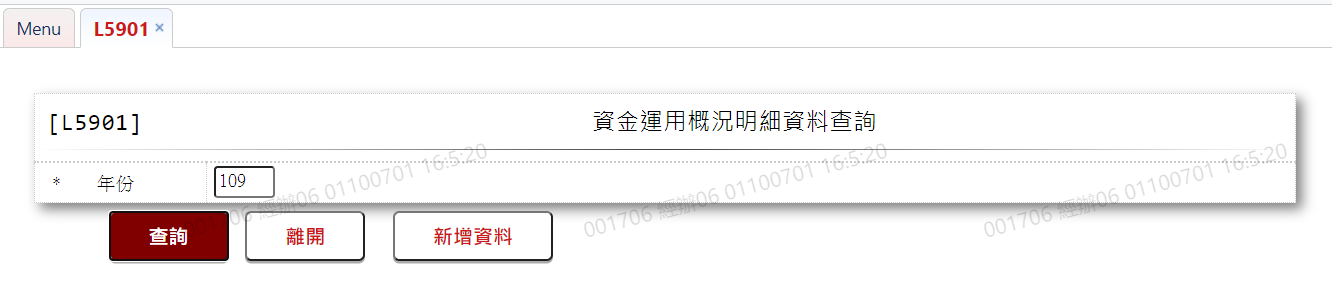 Menu
L5901 ×
[L5901] 資金運用概況明細資料查詢
* 年份 109
001706 經辦06 01100701 16:5:20
001706 經辦06 01100701 16:5:20
001706 經辦06 01100701 16:5:20
查詢 離開 新增資料